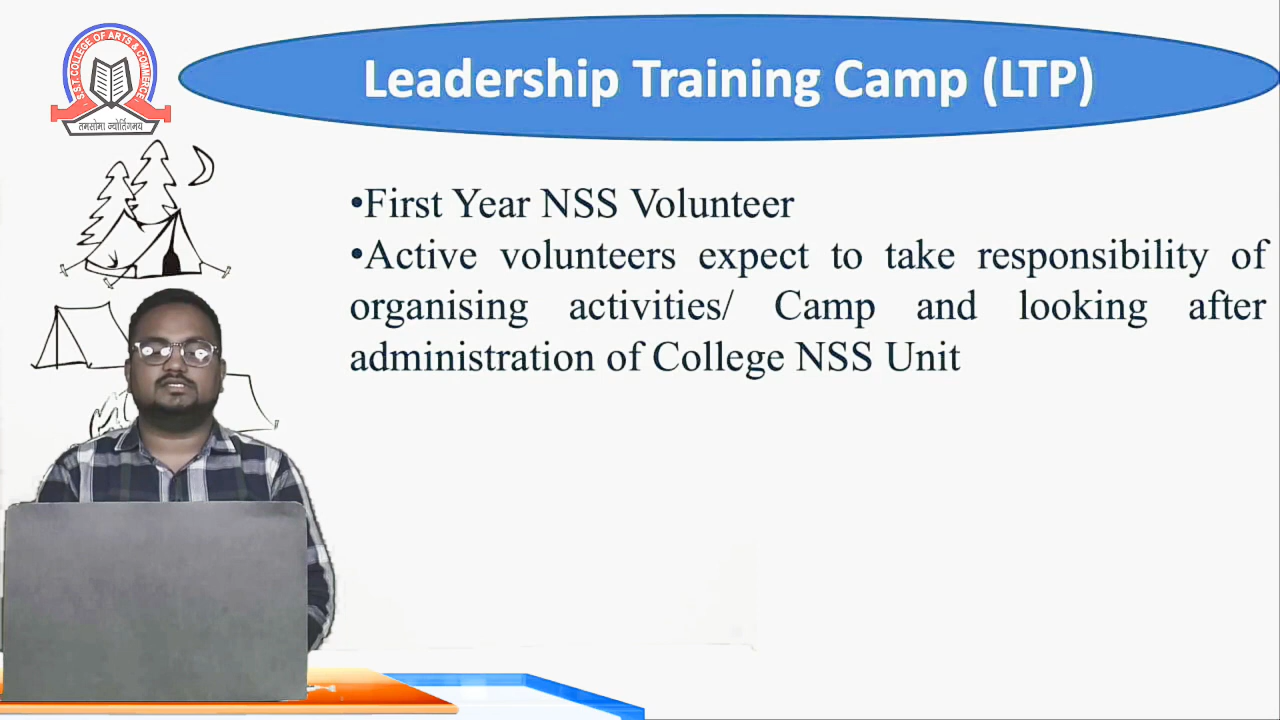 S.S.T. COLLEGE OF ARTS & COMMERCE
तमसोमा ज्योर्तिगमय
Leadership Training Camp (LTP)
•First Year NSS Volunteer
•Active volunteers expect to take responsibility of
organising activities/ Camp and looking after
administration of College NSS Unit